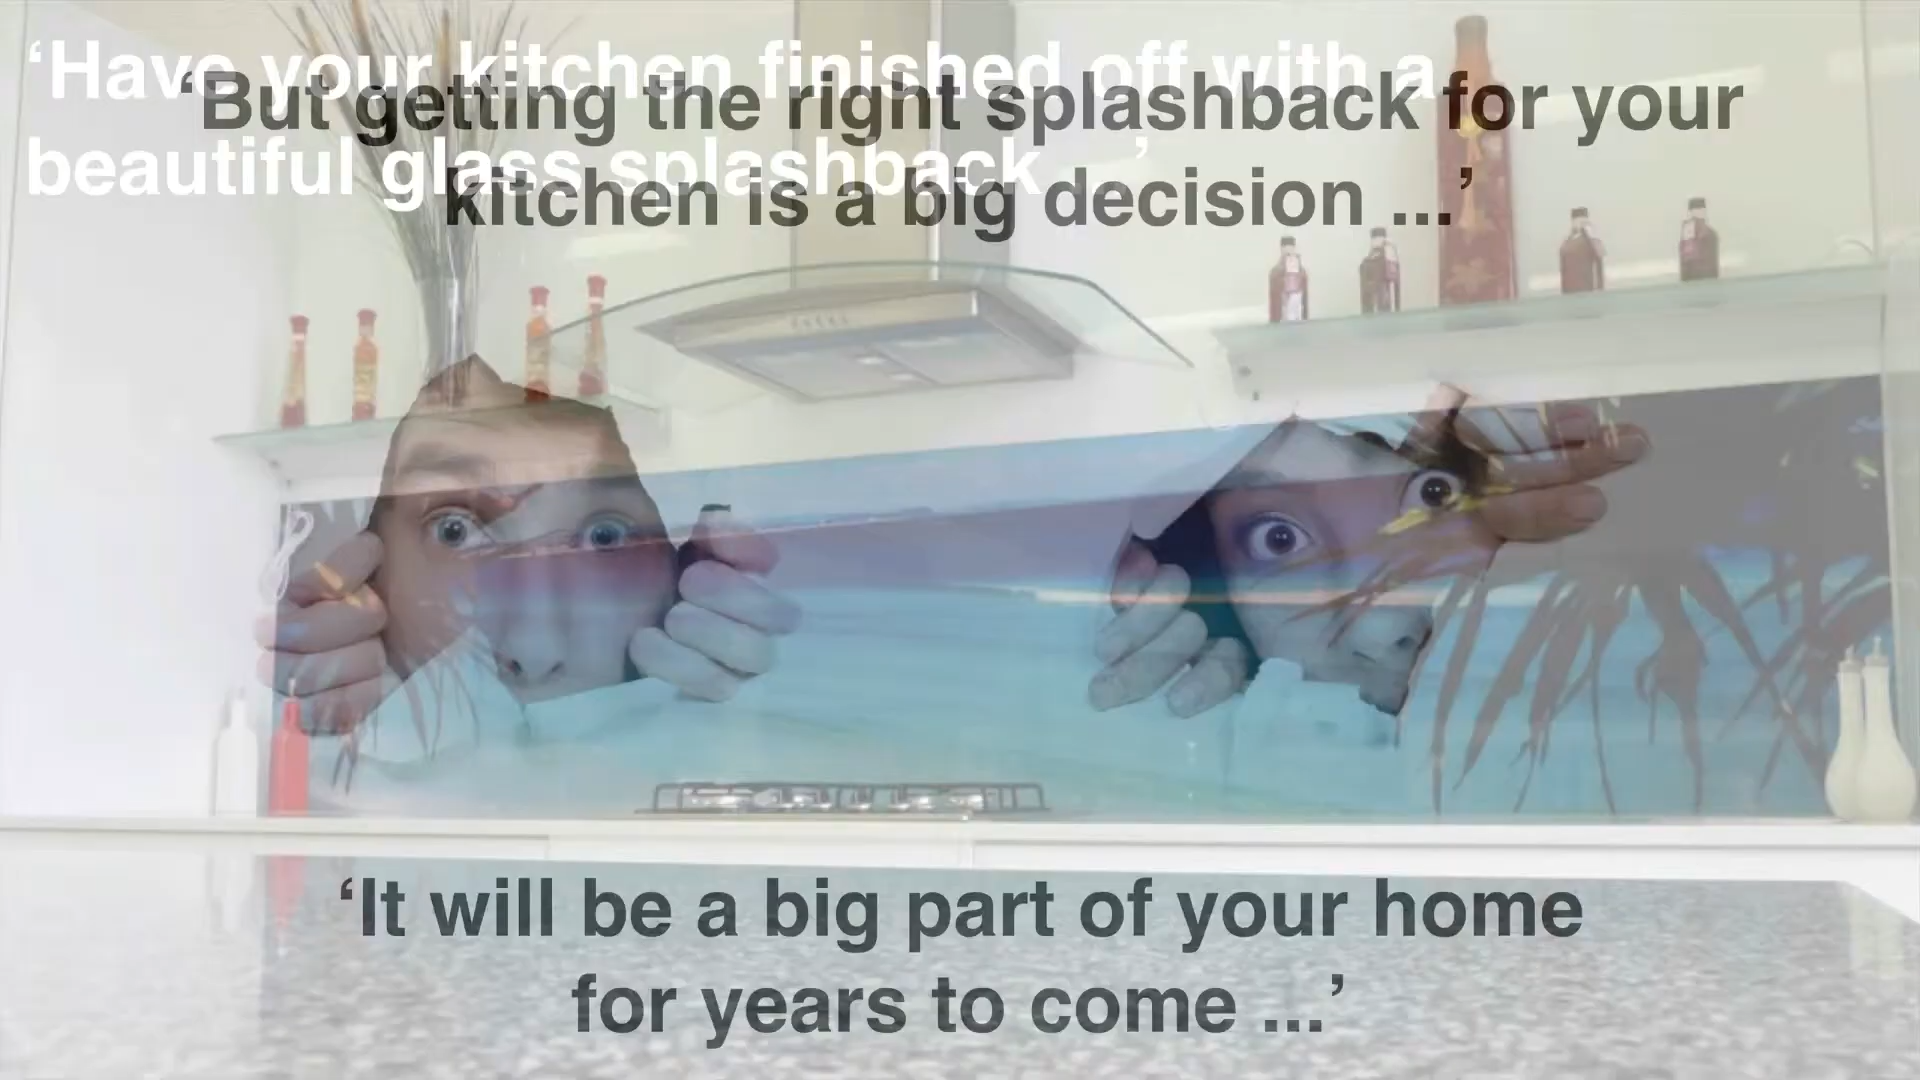 ‘Have your kitchen finished off with a
beautiful glass splashback ...’
‘But getting the right splashback for your
kitchen is a big decision ...’
‘It will be a big part of your home
for years to come ...’